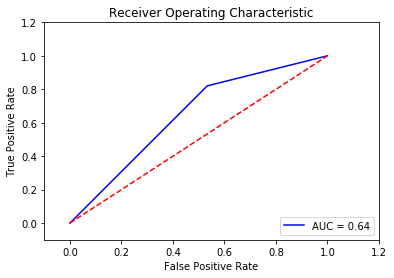 Receiver Operating Characteristic
1.2
1.0
0.8
0.6
0.4
0.2
0.0
True Positive Rate
AUC = 0.64
0.0 0.2 0.4 0.6 0.8 1.0 1.2
False Positive Rate